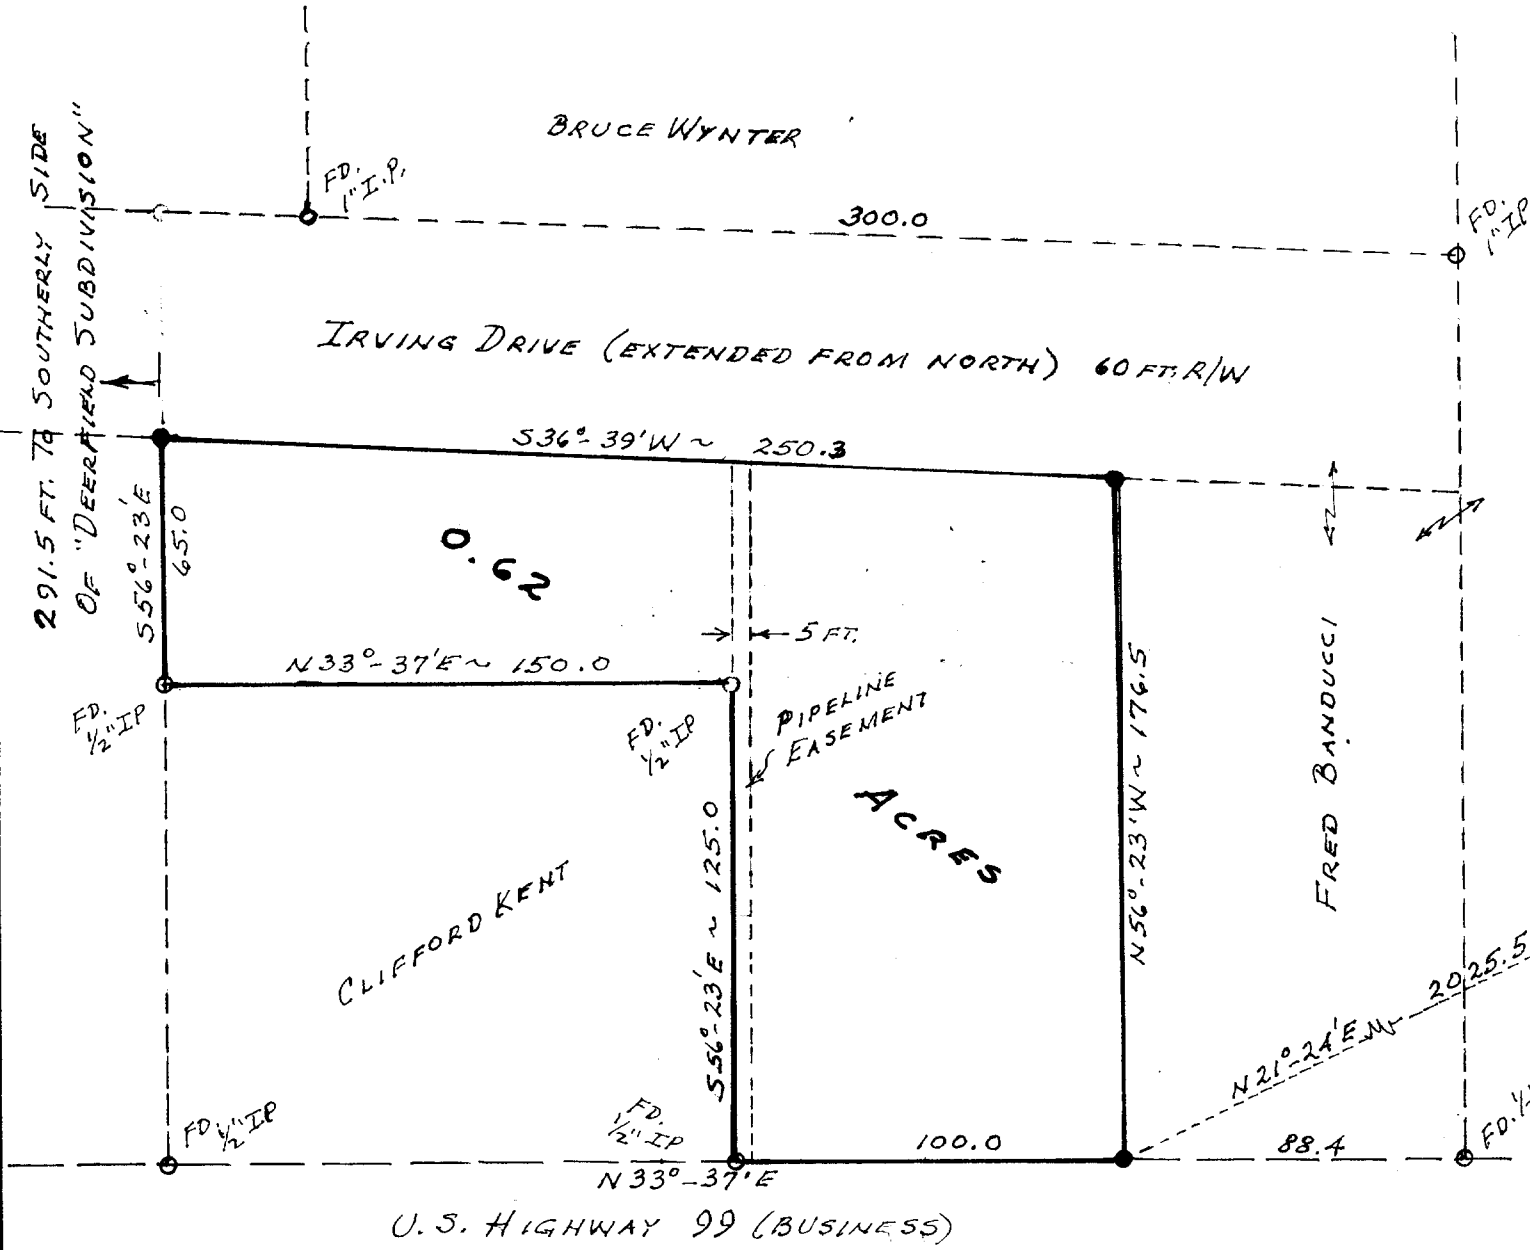 BRUCE WYNTER
FD.
1" I.P.
300.0
FD.
1" IP
291.5 FT. TO SOUTHERLY SIDE
OF "DEERFIELD SUBDIVISION"
IRVING DRIVE (EXTENDED FROM NORTH) 60 FT. R/W
S36°-39'W ~ 250.3
S56°-23'E
65.0
0.62
5 FT.
N33°-37'E ~ 150.0
FD.
1/2" IP
FD.
1/2" IP
PIPELINE
EASEMENT
ACRES
N56°-23'W ~ 176.5
FRED BANDUCCI
S56°-23'E ~ 125.0
CLIFFORD KENT
2025.5
N21°-24'E
FD 1/2" IP
FD.
1/2" IP
100.0
88.4
FD.
N33°-37'E
U.S. HIGHWAY 99 (BUSINESS)